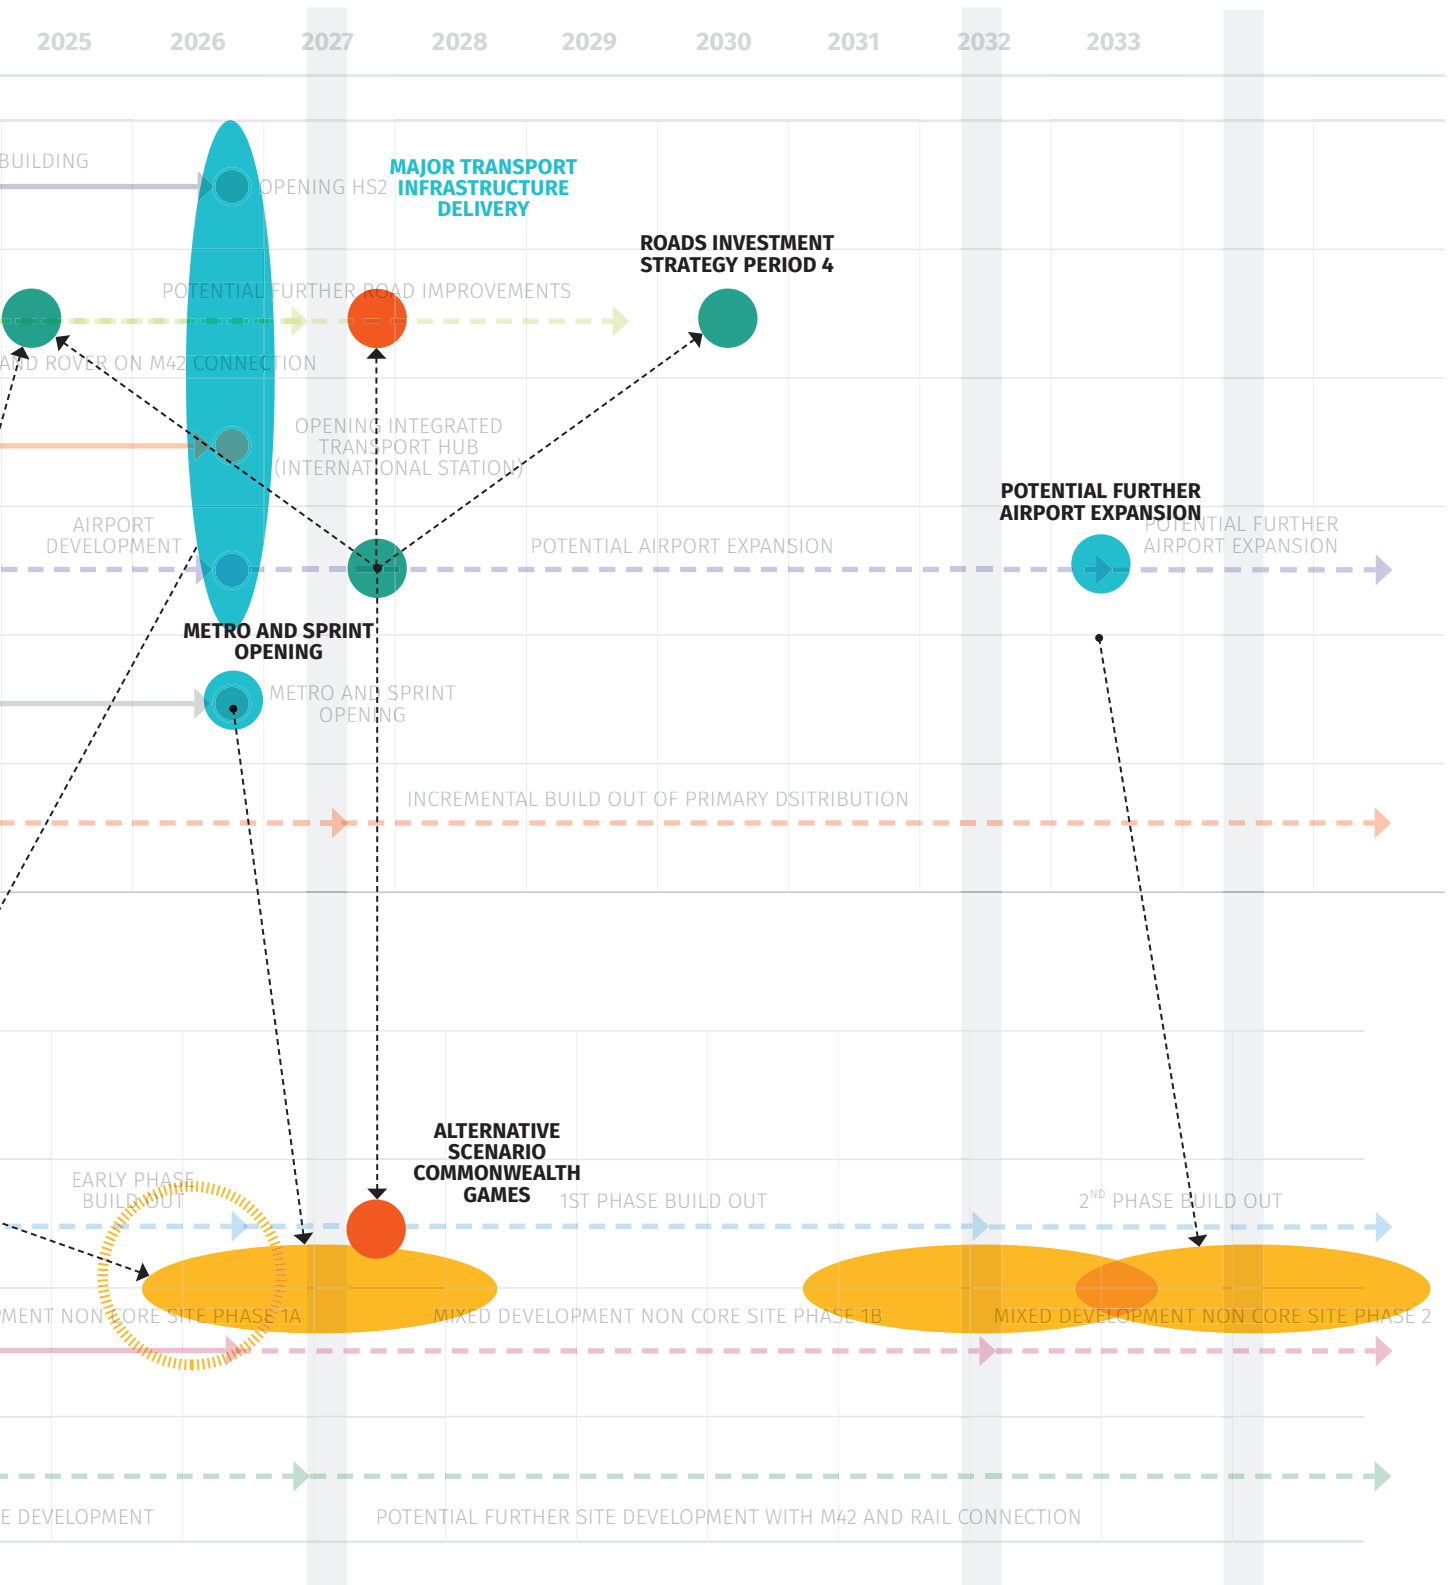 2025 2026 2027 2028 2029 2030 2031 2032 2033
BUILDING
OPENING HS2
MAJOR TRANSPORT
INFRASTRUCTURE
DELIVERY
ROADS INVESTMENT
STRATEGY PERIOD 4
POTENTIAL FURTHER ROAD IMPROVEMENTS
AND ROVER ON M42 CONNECTION
OPENING INTEGRATED
TRANSPORT HUB
(INTERNATIONAL STATION)
POTENTIAL FURTHER
AIRPORT EXPANSION
AIRPORT
DEVELOPMENT
POTENTIAL AIRPORT EXPANSION
POTENTIAL FURTHER
AIRPORT EXPANSION
METRO AND SPRINT
OPENING
METRO AND SPRINT
OPENING
INCREMENTAL BUILD OUT OF PRIMARY DSITRIBUTION
ALTERNATIVE
SCENARIO
COMMONWEALTH
GAMES
EARLY PHASE
BUILD OUT
1ST PHASE BUILD OUT
2ND PHASE BUILD OUT
PMENT NON CORE SITE PHASE 1A
MIXED DEVELOPMENT NON CORE SITE PHASE 1B
MIXED DEVELOPMENT NON CORE SITE PHASE 2
E DEVELOPMENT
POTENTIAL FURTHER SITE DEVELOPMENT WITH M42 AND RAIL CONNECTION